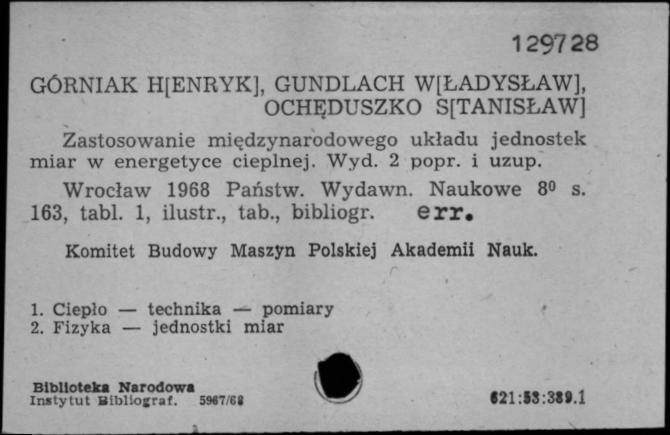 129728
GÓRNIAK H[ENRYK], GUNDLACH W[ŁADYSŁAW],
OCHĘDUSZKO S[TANISŁAW]
Zastosowanie międzynarodowego układu jednostek
miar w energetyce cieplnej. Wyd. 2 popr. i uzup.
Wrocław 1968 Państw. Wydawn. Naukowe 8⁰ s.
163, tabl. 1, ilustr., tab., bibliogr. err.
Komitet Budowy Maszyn Polskiej Akademii Nauk.
1. Ciepło — technika — pomiary
2. Fizyka — jednostki miar
Biblioteka Narodowa
Instytut Bibliograf. 5967/68
621:53:389.1